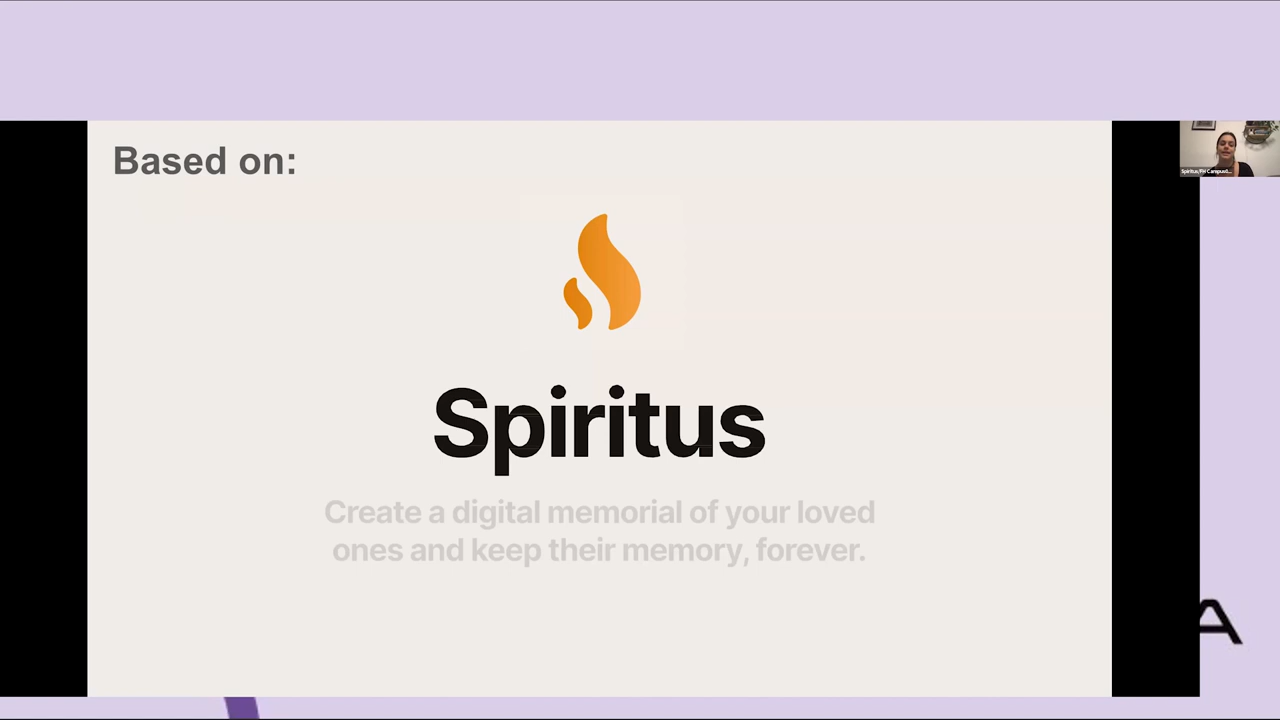 Based on:
Spiritus
Create a digital memorial of your loved
ones and keep their memory, forever.
A